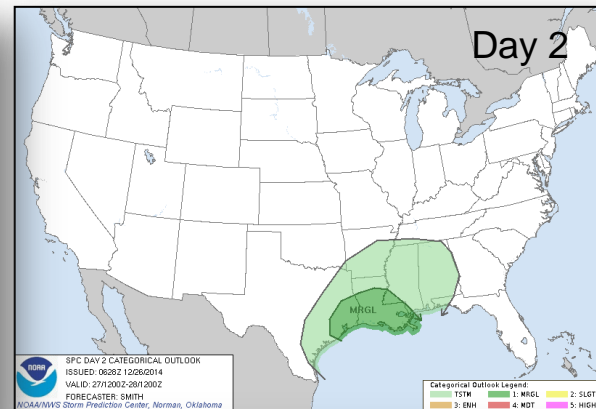 Day 2
MRGL
NOAA
SPC DAY 2 CATEGORICAL OUTLOOK
ISSUED: 0628Z 12/26/2014
VALID: 27/1200Z-28/1200Z
FORECASTER: SMITH
NOAA/NWS Storm Prediction Center, Norman, Oklahoma
Categorical Outlook Legend:
TSTM 1: MRGL 2: SLGT
3: ENH 4: MDT 5: HIGH